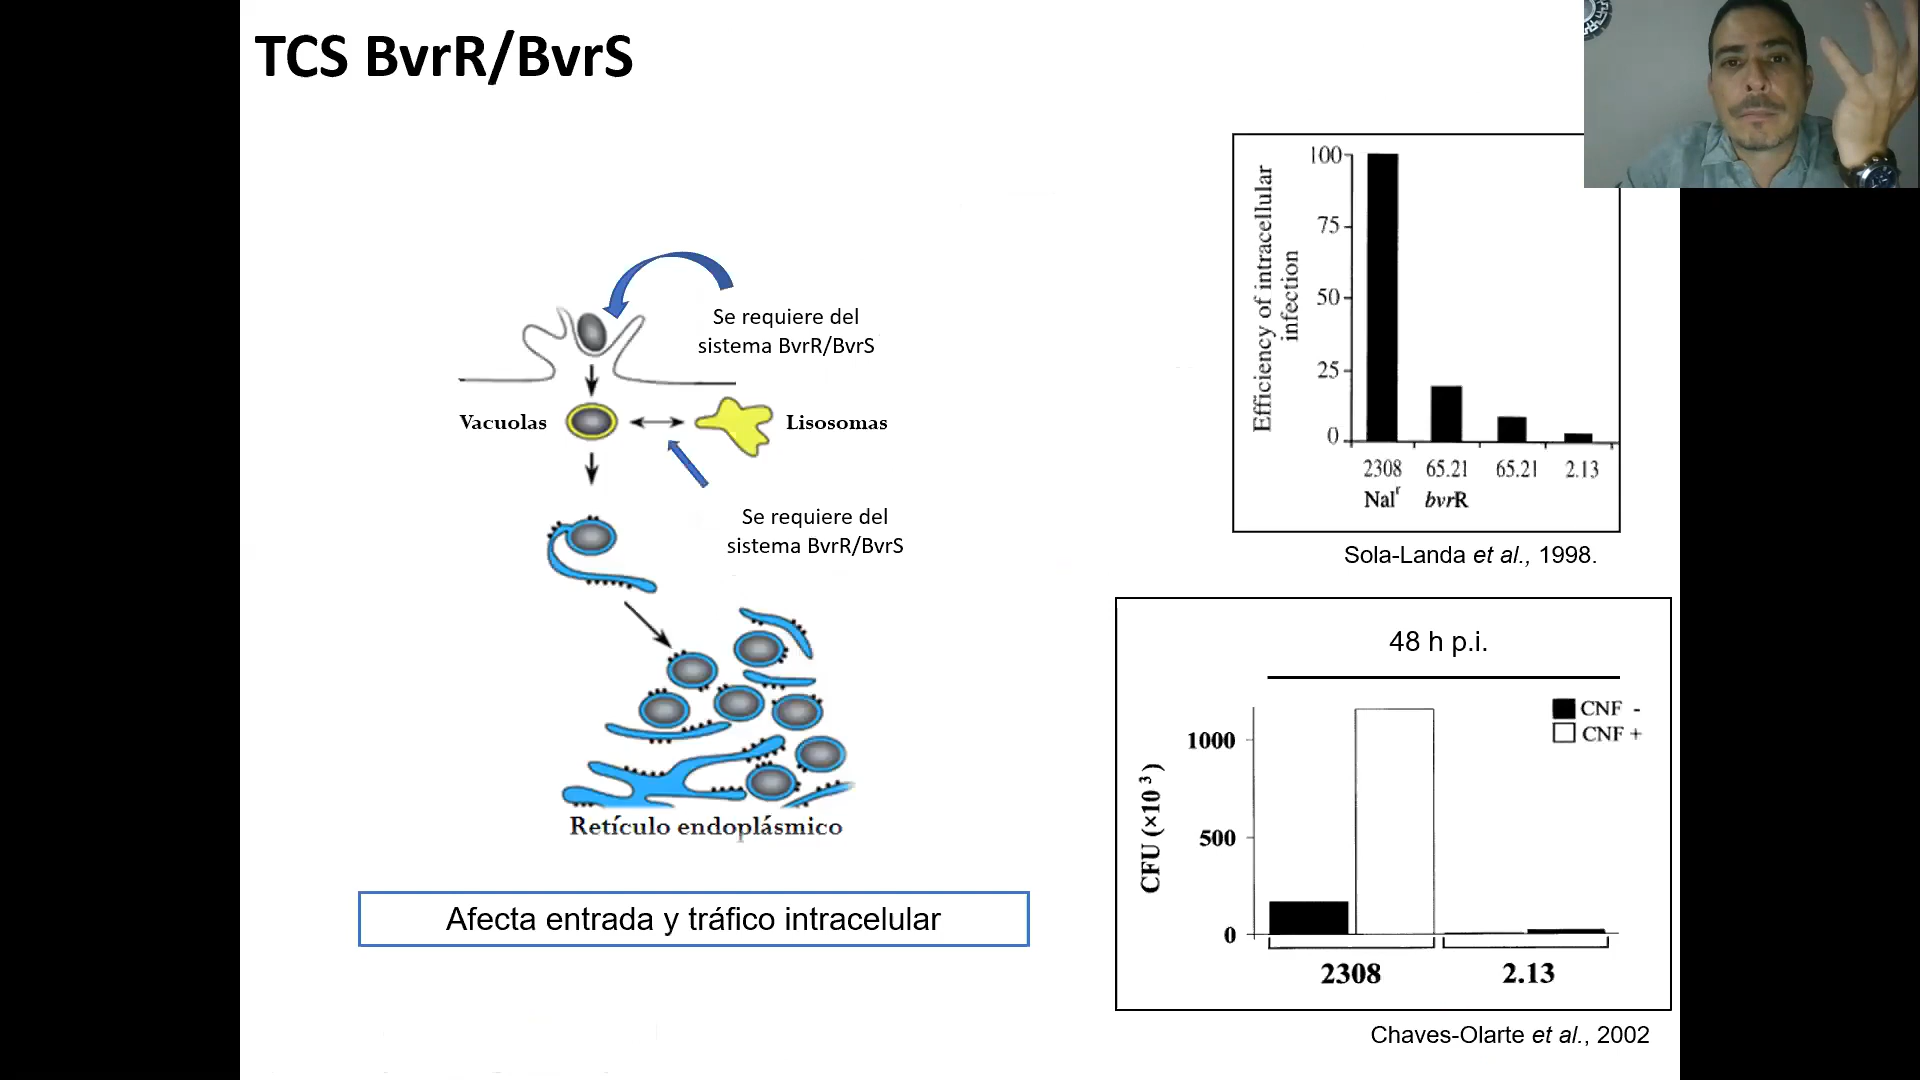 TCS BvrR/BvrS
Se requiere del
sistema BvrR/BvrS
Vacuolas
Lisosomas
Se requiere del
sistema BvrR/BvrS
Retículo endoplásmico
Afecta entrada y tráfico intracelular
Efficiency of intracellular
infection
100
75
50
25
0
2308 65.21 65.21 2.13
Nalr bvrR
Sola-Landa et al., 1998.
48 h p.i.
CNF -
CNF +
CFU (×10 3)
1000
500
0
2308 2.13
Chaves-Olarte et al., 2002